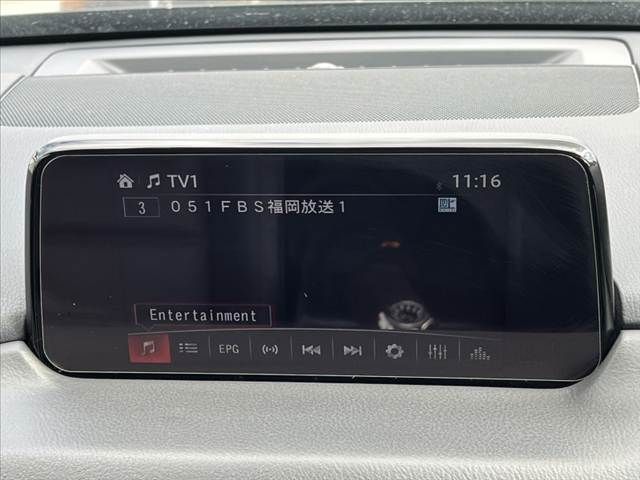 TV1 11:16
3 051FBS福岡放送1
Entertainment
EPG